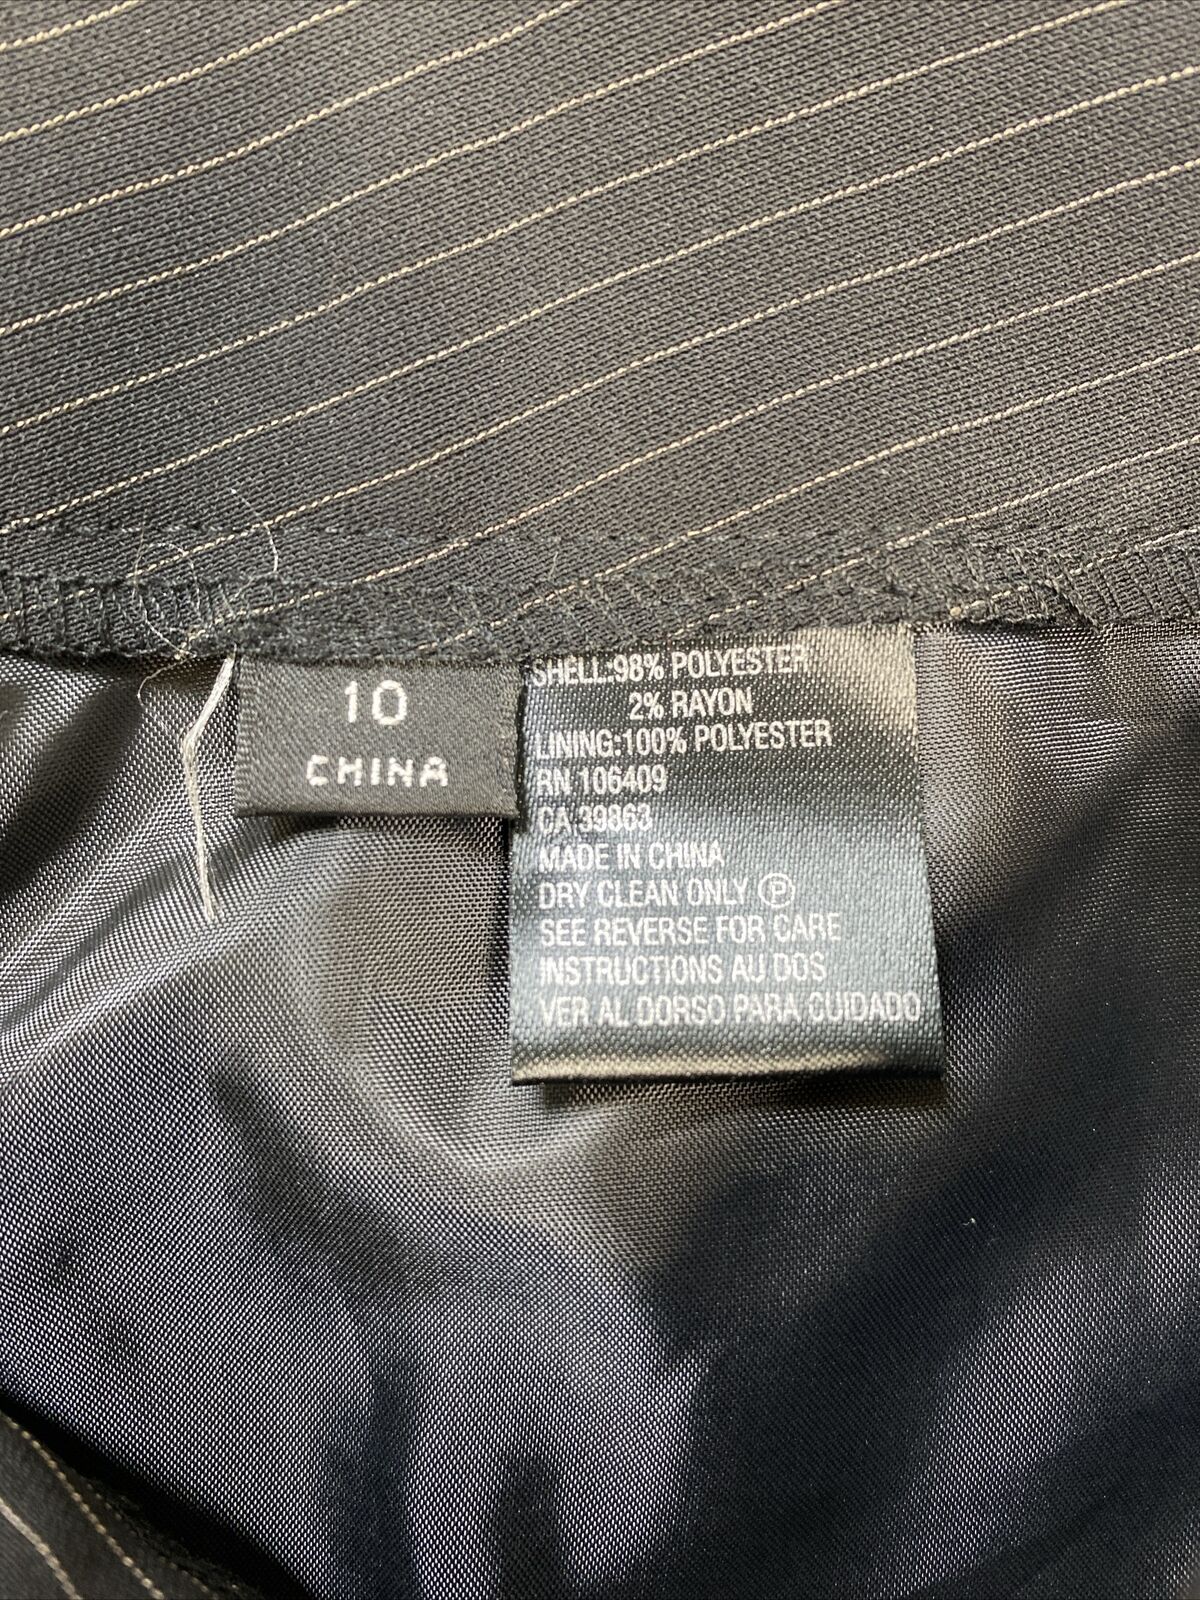 10
CHINA
SHELL:98% POLYESTER
2% RAYON
LINING:100% POLYESTER
RN 106409
CA 39863
MADE IN CHINA
DRY CLEAN ONLY Ⓟ
SEE REVERSE FOR CARE
INSTRUCTIONS AU DOS
VER AL DORSO PARA CUIDADO